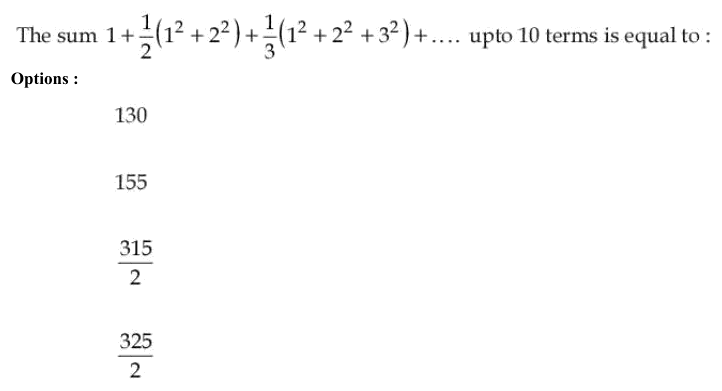 The sum 1 + 1/2(1² + 2²) + 1/3(1² + 2² + 3²) + .... upto 10 terms is equal to :
Options :
130
155
315/2
325/2